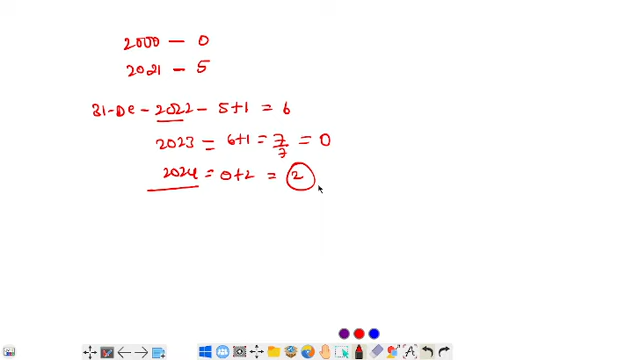 2000 — 0
2021 — 5
31-De - 2022 - 5+1 = 6
2023 = 6+1 = 7/7 = 0
2024 = 0+2 = 2